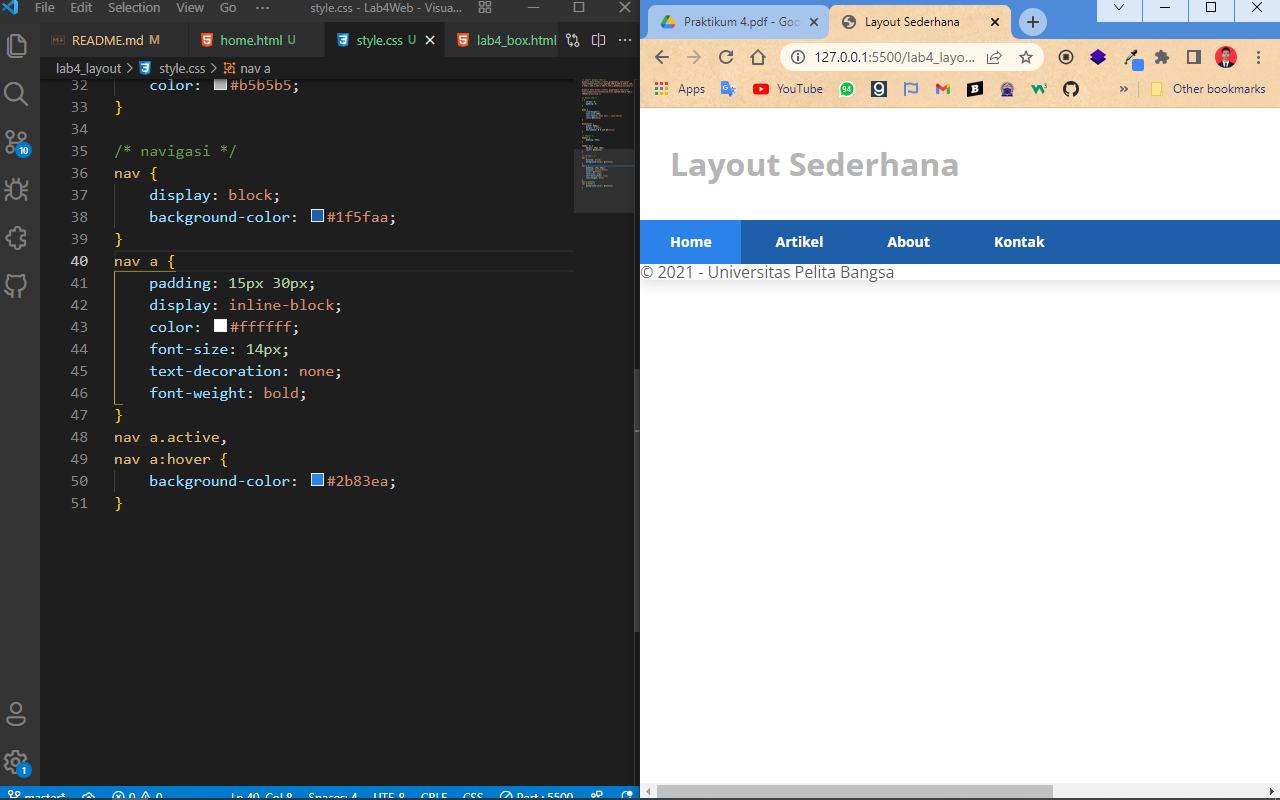 File Edit Selection View Go ··· style.css - Lab4Web - Visua...
README.md M home.html U style.css U lab4_box.html ···
lab4_layout > style.css > nav a
32 color: #b5b5b5;
33 }
34
35 /* navigasi */
36 nav {
37 display: block;
38 background-color: #1f5faa;
39 }
40 nav a {
41 padding: 15px 30px;
42 display: inline-block;
43 color: #ffffff;
44 font-size: 14px;
45 text-decoration: none;
46 font-weight: bold;
47 }
48 nav a.active,
49 nav a:hover {
50 background-color: #2b83ea;
51 }
10
1
master* 0 0 Ln 40, Col 8 Spaces: 4 UTF-8 CRLF CSS Port : 5500
Praktikum 4.pdf - Goo Layout Sederhana
127.0.0.1:5500/lab4_layo...
Apps YouTube 94 » Other bookmarks
Layout Sederhana
Home Artikel About Kontak
© 2021 - Universitas Pelita Bangsa